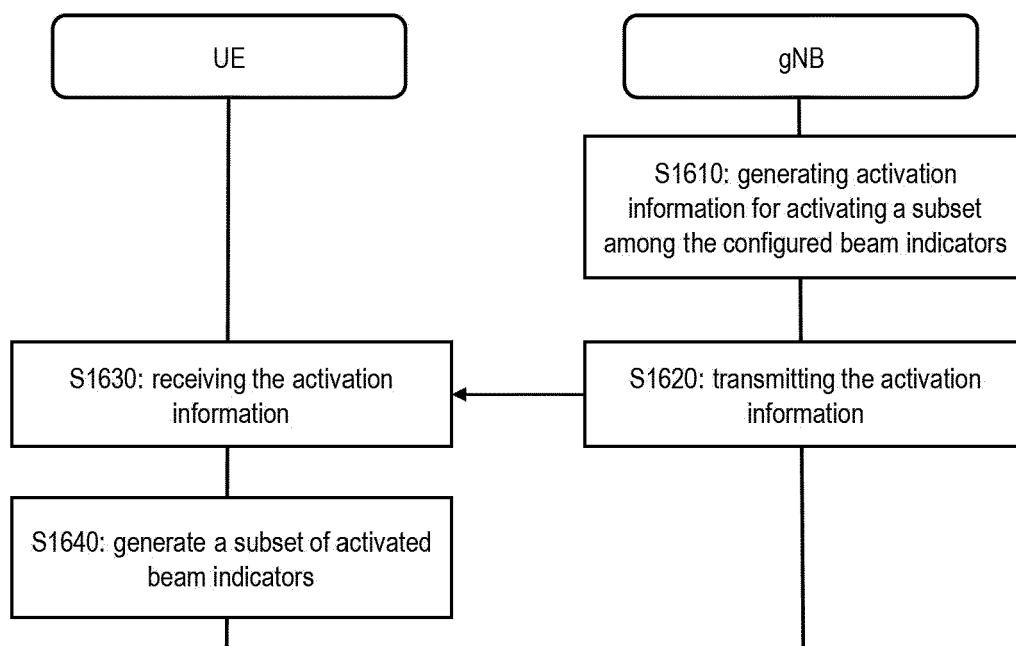 UE
gNB
S1610: generating activation
information for activating a subset
among the configured beam indicators
S1630: receiving the activation
information
S1620: transmitting the activation
information
S1640: generate a subset of activated
beam indicators